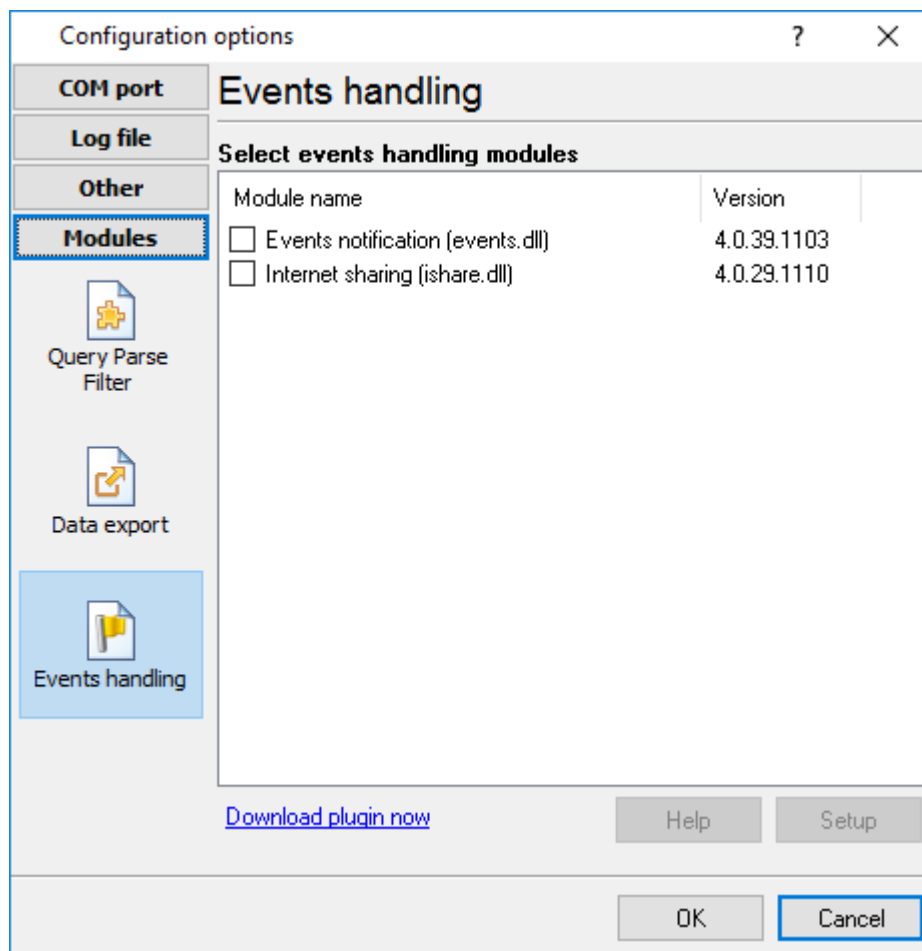 Configuration options
?
COM port
Log file
Other
Modules
Query Parse
Filter
Data export
Events handling
Events handling
Select events handling modules
Module name Version
Events notification (events.dll) 4.0.39.1103
Internet sharing (ishare.dll) 4.0.29.1110
Download plugin now
Help
Setup
OK
Cancel